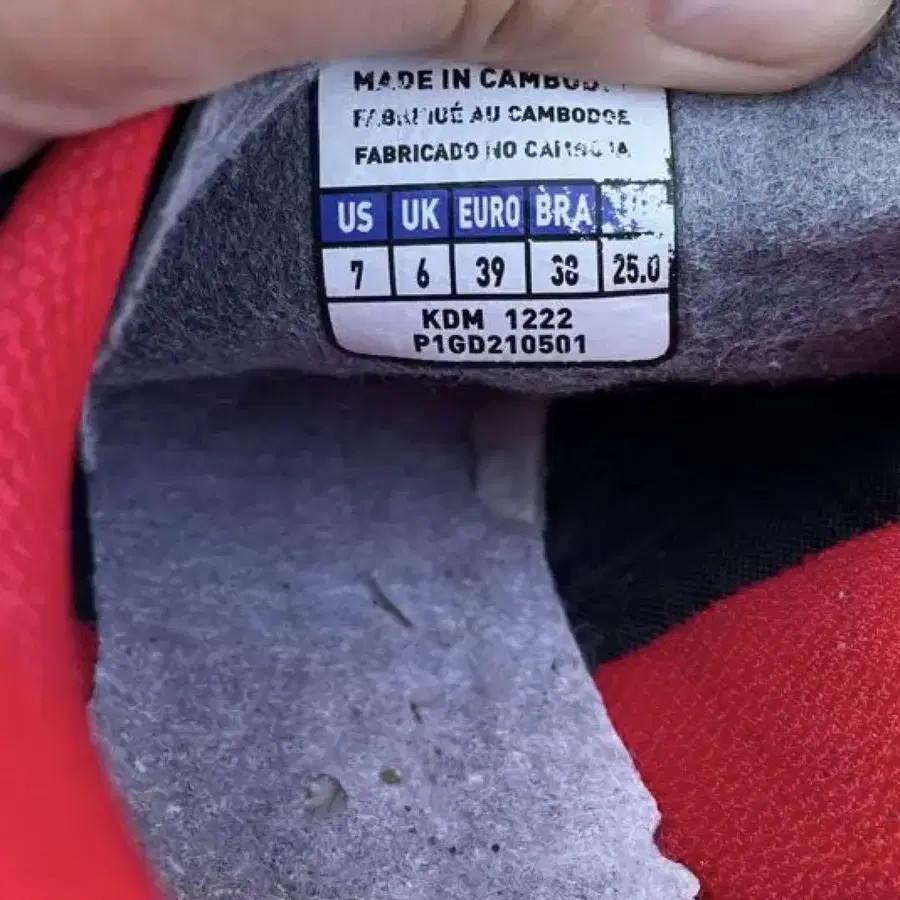 MADE IN CAMBOD
FABRIQUÉ AU CAMBODGE
FABRICADO NO CAMBOJA
US UK EURO BRA JP
7 6 39 38 25.0
KDM 1222
P1GD210501